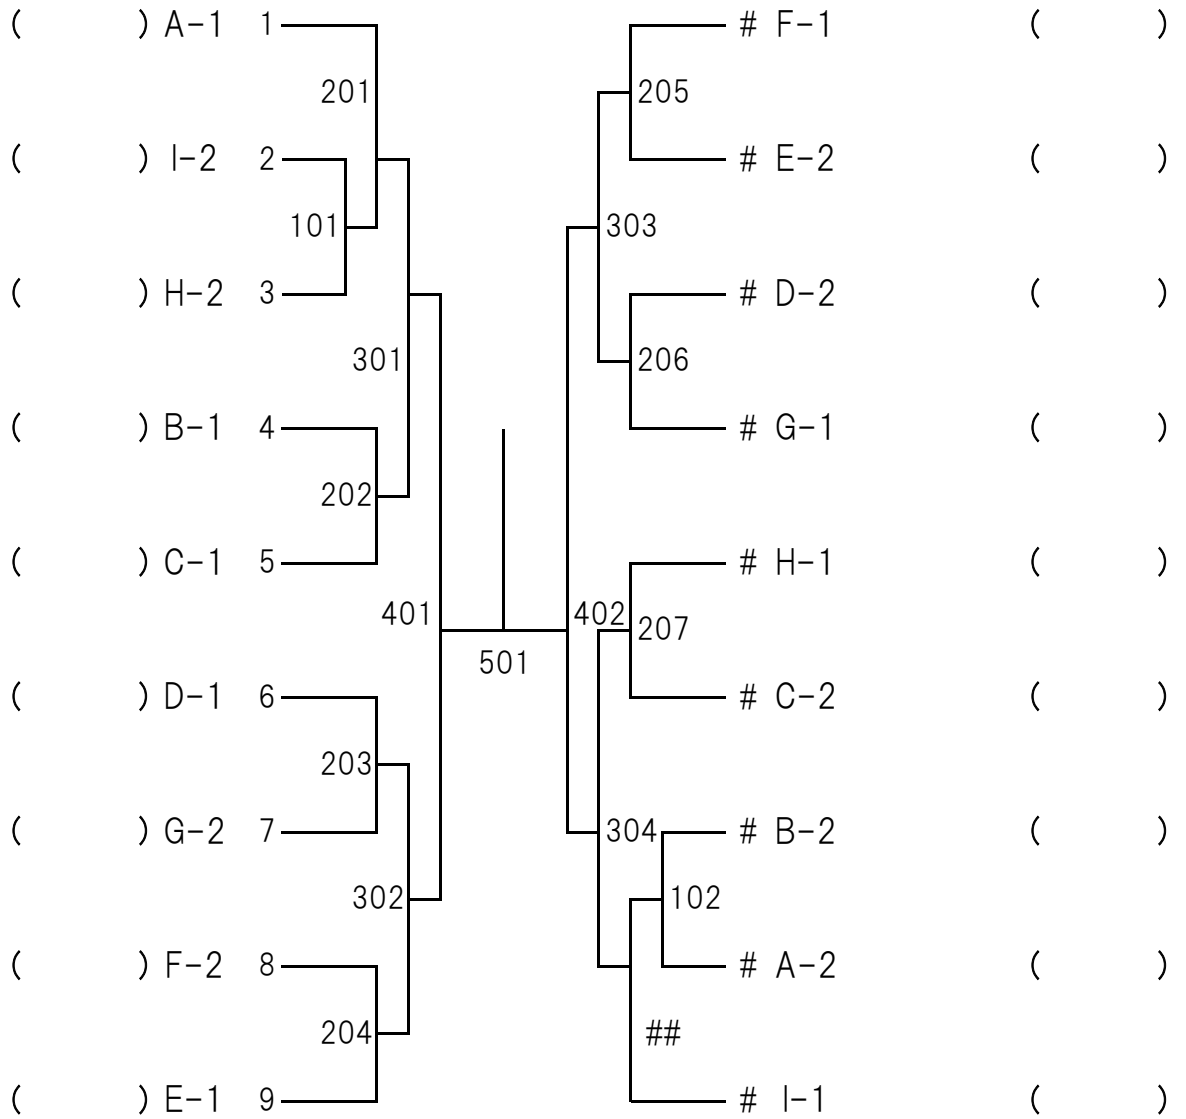 ( ) A-1 1 # F-1 ( )
201 205
( ) I-2 2 # E-2 ( )
101 303
( ) H-2 3 # D-2 ( )
301 206
( ) B-1 4 # G-1 ( )
202
( ) C-1 5 # H-1 ( )
401 402 207
501
( ) D-1 6 # C-2 ( )
203
( ) G-2 7 304 # B-2 ( )
302 102
( ) F-2 8 # A-2 ( )
204 ##
( ) E-1 9 # I-1 ( )